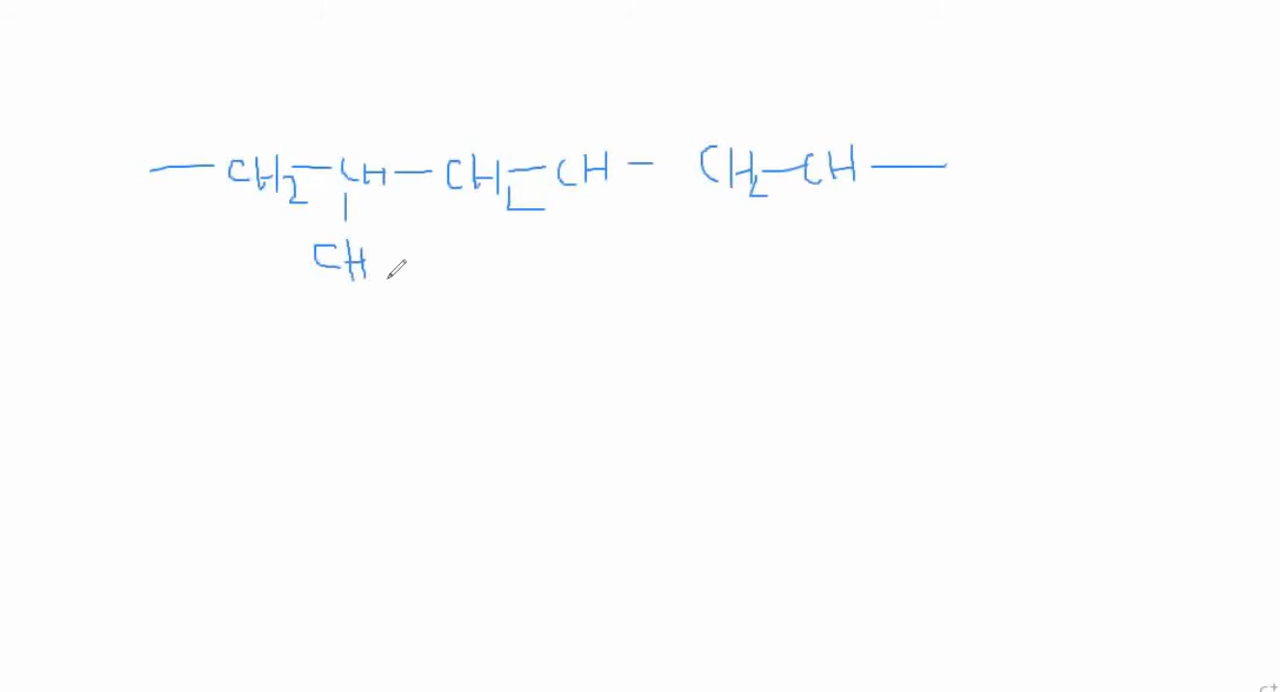 — CH2 — CH — CH2 — CH — CH2 — CH —
CH